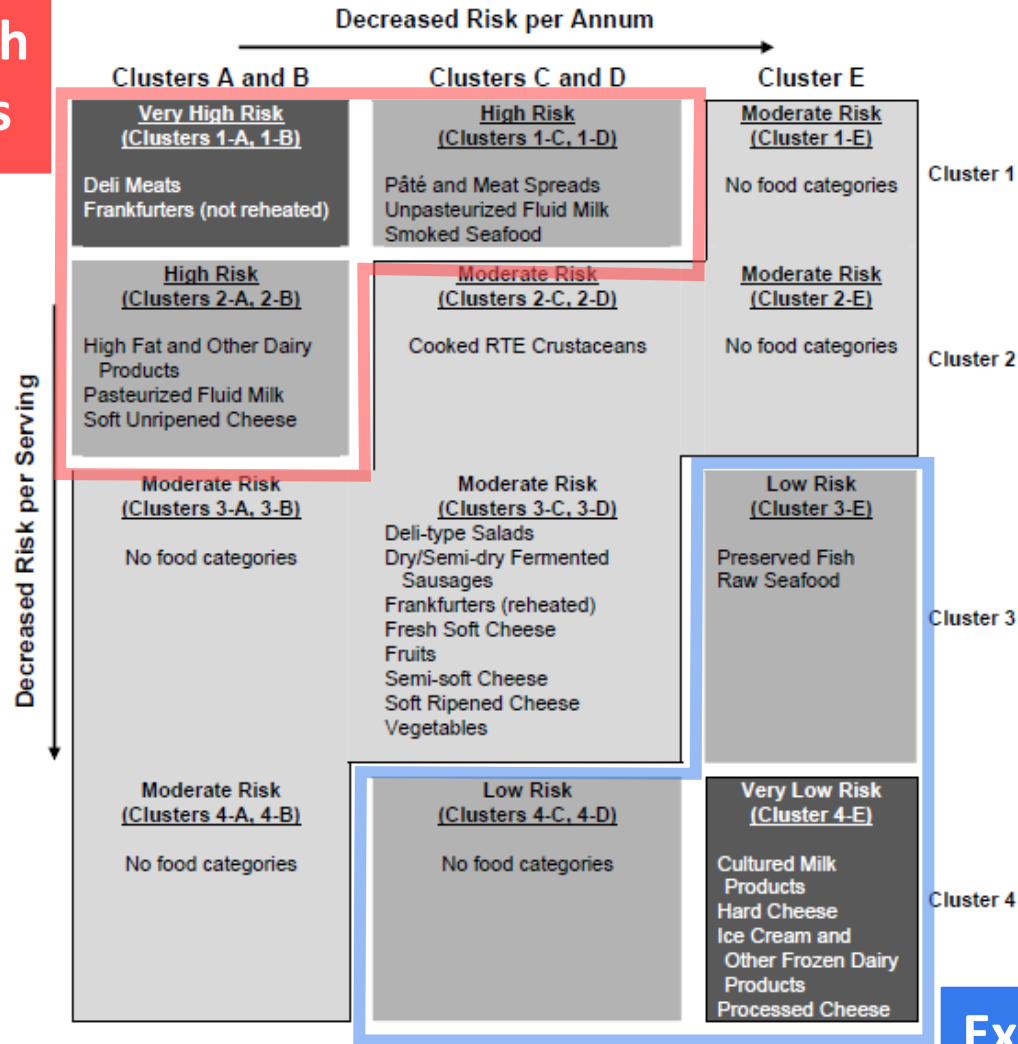 Decreased Risk per Annum
Clusters A and B
Clusters C and D
Cluster E
Very High Risk
(Clusters 1-A, 1-B)
Deli Meats
Frankfurters (not reheated)
High Risk
(Clusters 1-C, 1-D)
Pâté and Meat Spreads
Unpasteurized Fluid Milk
Smoked Seafood
Moderate Risk
(Cluster 1-E)
No food categories
Cluster 1
High Risk
(Clusters 2-A, 2-B)
High Fat and Other Dairy
Products
Pasteurized Fluid Milk
Soft Unripened Cheese
Moderate Risk
(Clusters 2-C, 2-D)
Cooked RTE Crustaceans
Moderate Risk
(Cluster 2-E)
No food categories
Cluster 2
Decreased Risk per Serving
Moderate Risk
(Clusters 3-A, 3-B)
No food categories
Moderate Risk
(Clusters 3-C, 3-D)
Deli-type Salads
Dry/Semi-dry Fermented
Sausages
Frankfurters (reheated)
Fresh Soft Cheese
Fruits
Semi-soft Cheese
Soft Ripened Cheese
Vegetables
Low Risk
(Cluster 3-E)
Preserved Fish
Raw Seafood
Cluster 3
Moderate Risk
(Clusters 4-A, 4-B)
No food categories
Low Risk
(Clusters 4-C, 4-D)
No food categories
Very Low Risk
(Cluster 4-E)
Cultured Milk
Products
Hard Cheese
Ice Cream and
Other Frozen Dairy
Products
Processed Cheese
Cluster 4